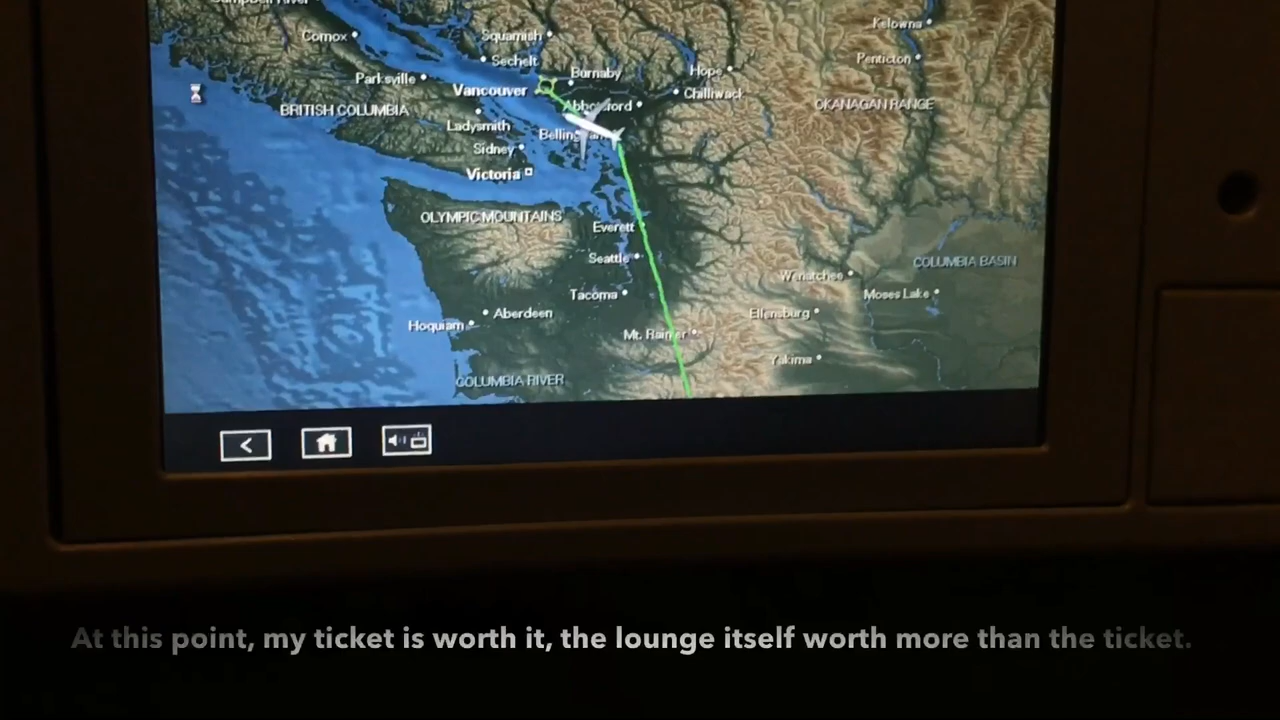 Comox
Squamish
Kelowna
Sechelt
Penticton
Parksville
Burnaby
Hope
Vancouver
Chilliwack
BRITISH COLUMBIA
OKANAGAN RANGE
Ladysmith
Sidney
Victoria
OLYMPIC MOUNTAINS
Everett
Seattle
COLUMBIA BASIN
Wenatchee
Tacoma
Moses Lake
Aberdeen
Ellensburg
Hoquiam
Mt. Rainier
Yakima
COLUMBIA RIVER
At this point, my ticket is worth it, the lounge itself worth more than the ticket.